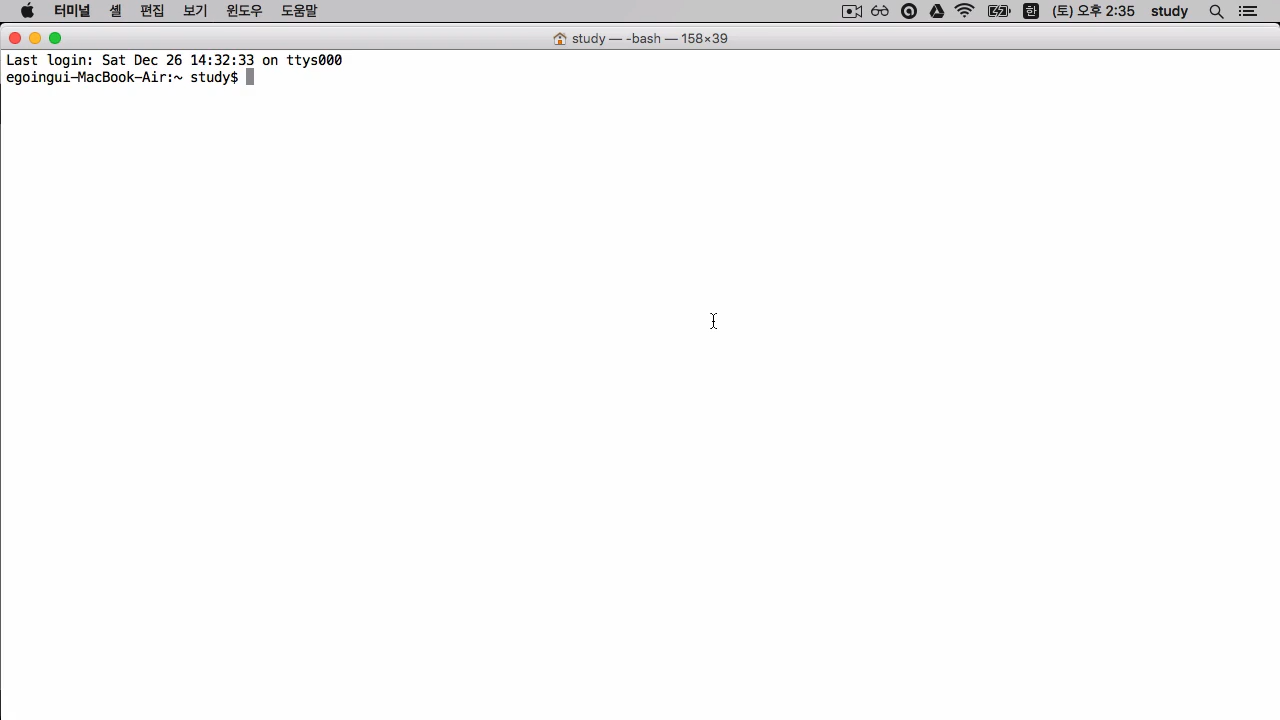 터미널 셸 편집 보기 윈도우 도움말 한 (토) 오후 2:35 study
study — -bash — 158×39
Last login: Sat Dec 26 14:32:33 on ttys000
egoingui-MacBook-Air:~ study$